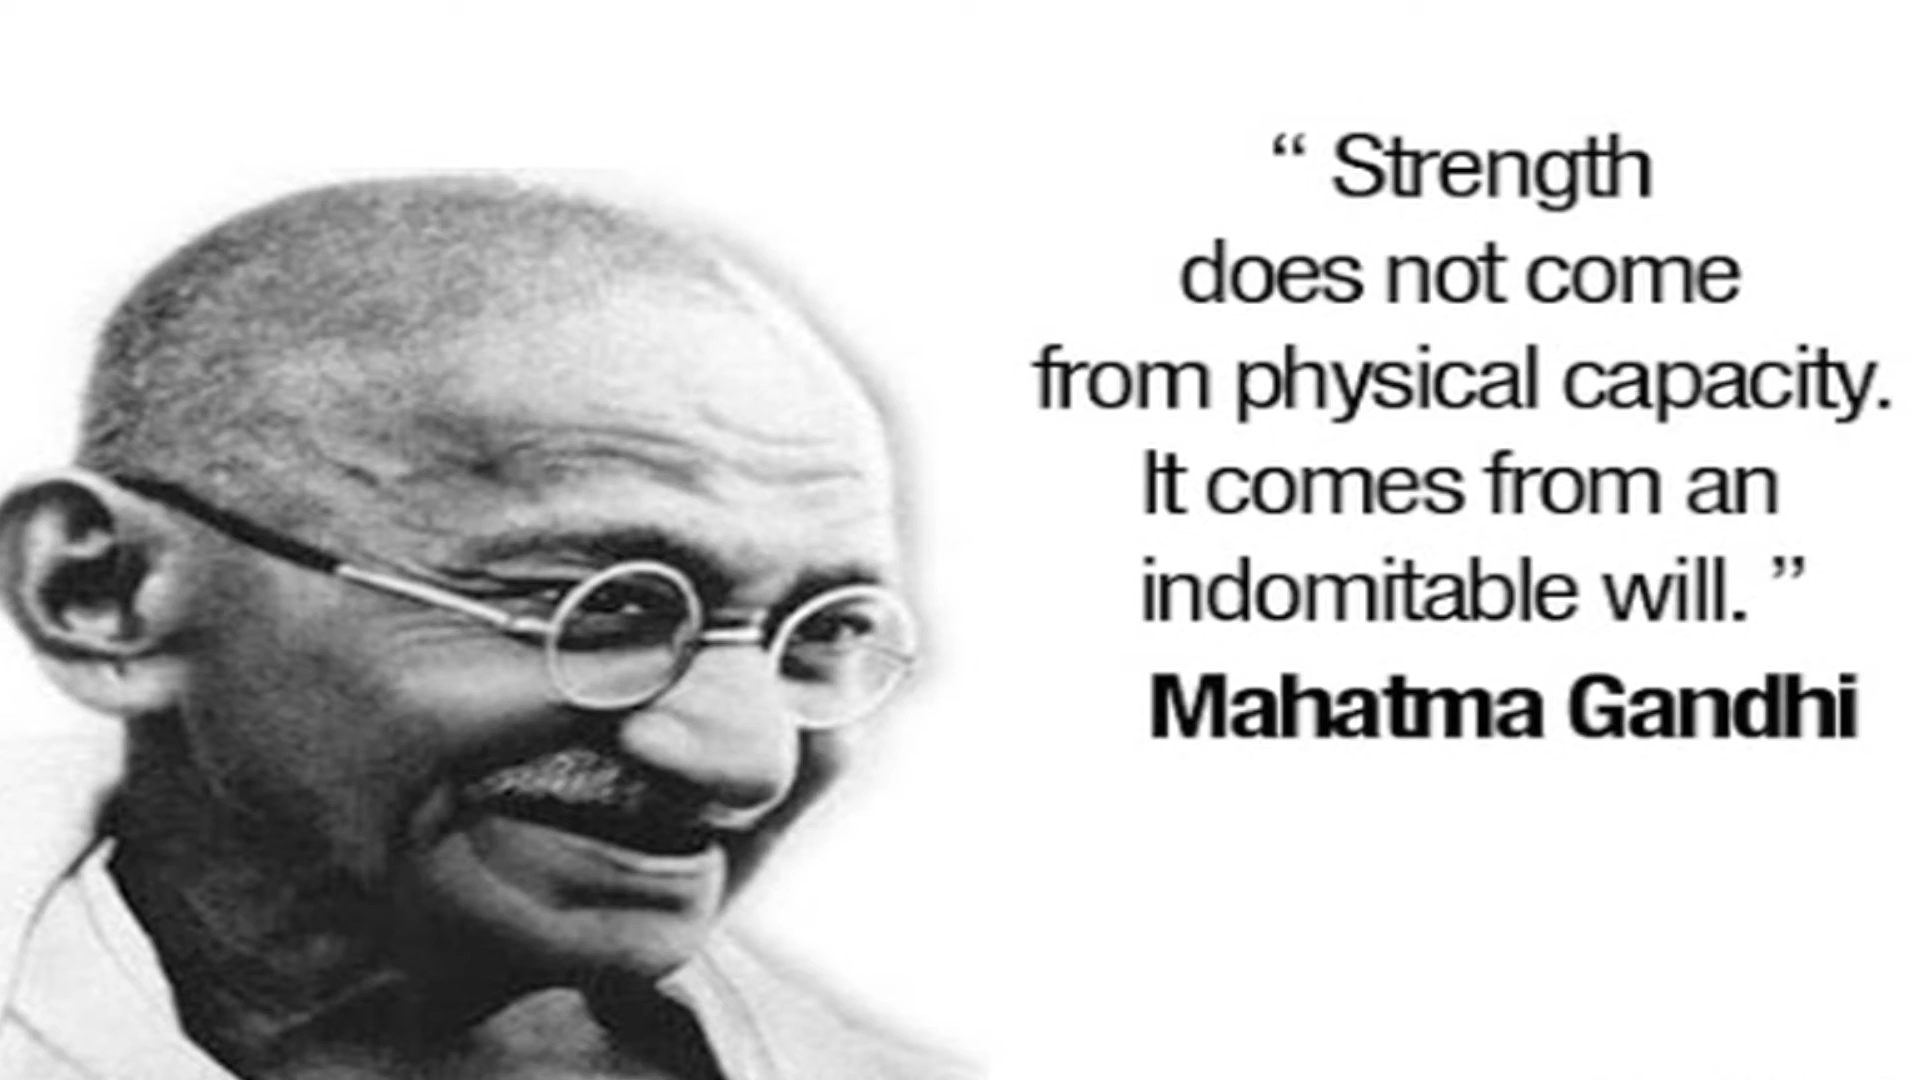 “ Strength
does not come
from physical capacity.
It comes from an
indomitable will. ”
Mahatma Gandhi